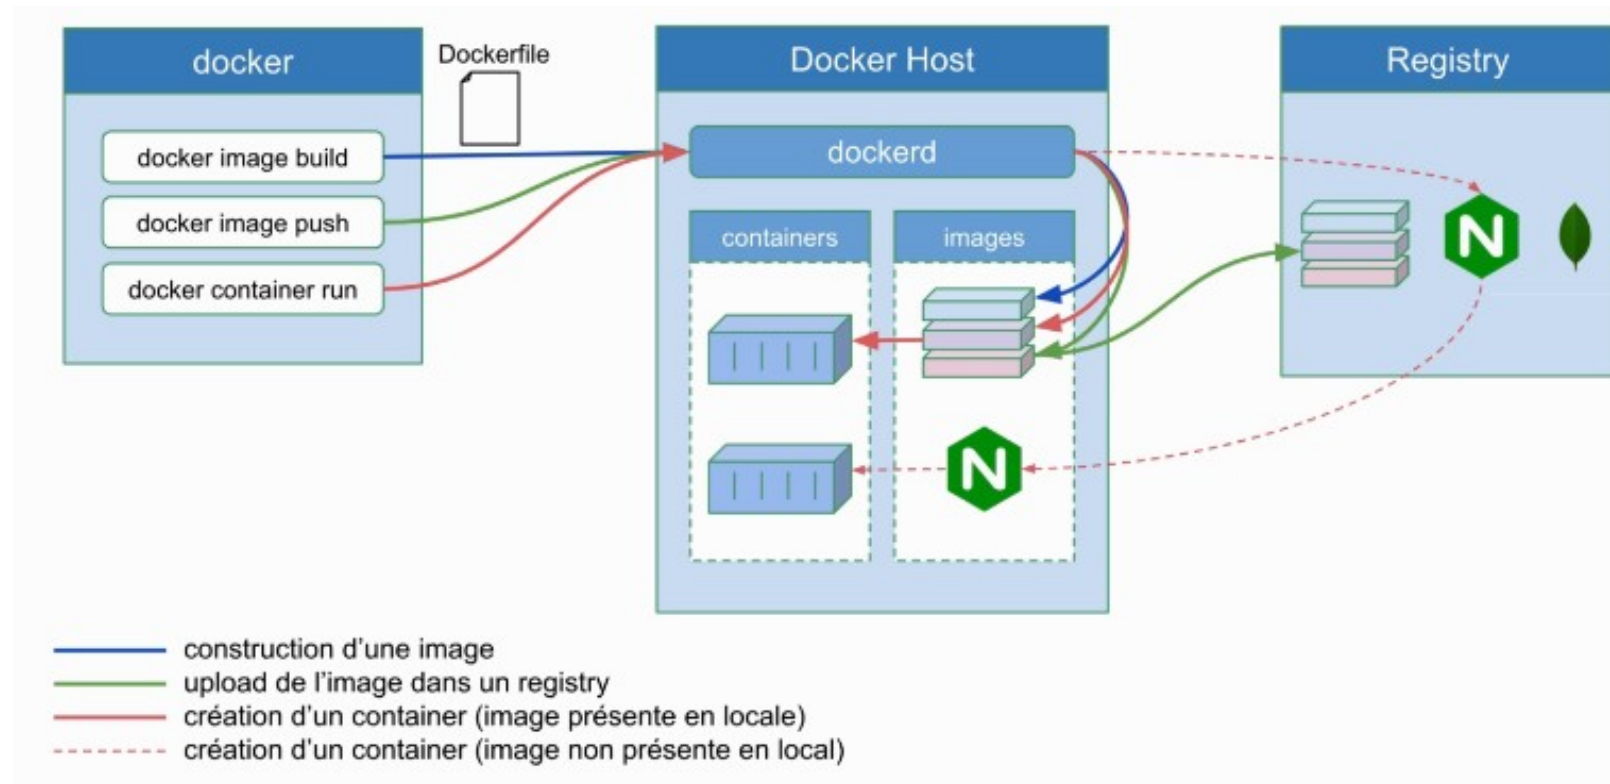 docker
Dockerfile
Docker Host
Registry
docker image build
docker image push
docker container run
dockerd
containers
images
N
N
construction d'une image
upload de l'image dans un registry
création d'un container (image présente en locale)
création d'un container (image non présente en local)